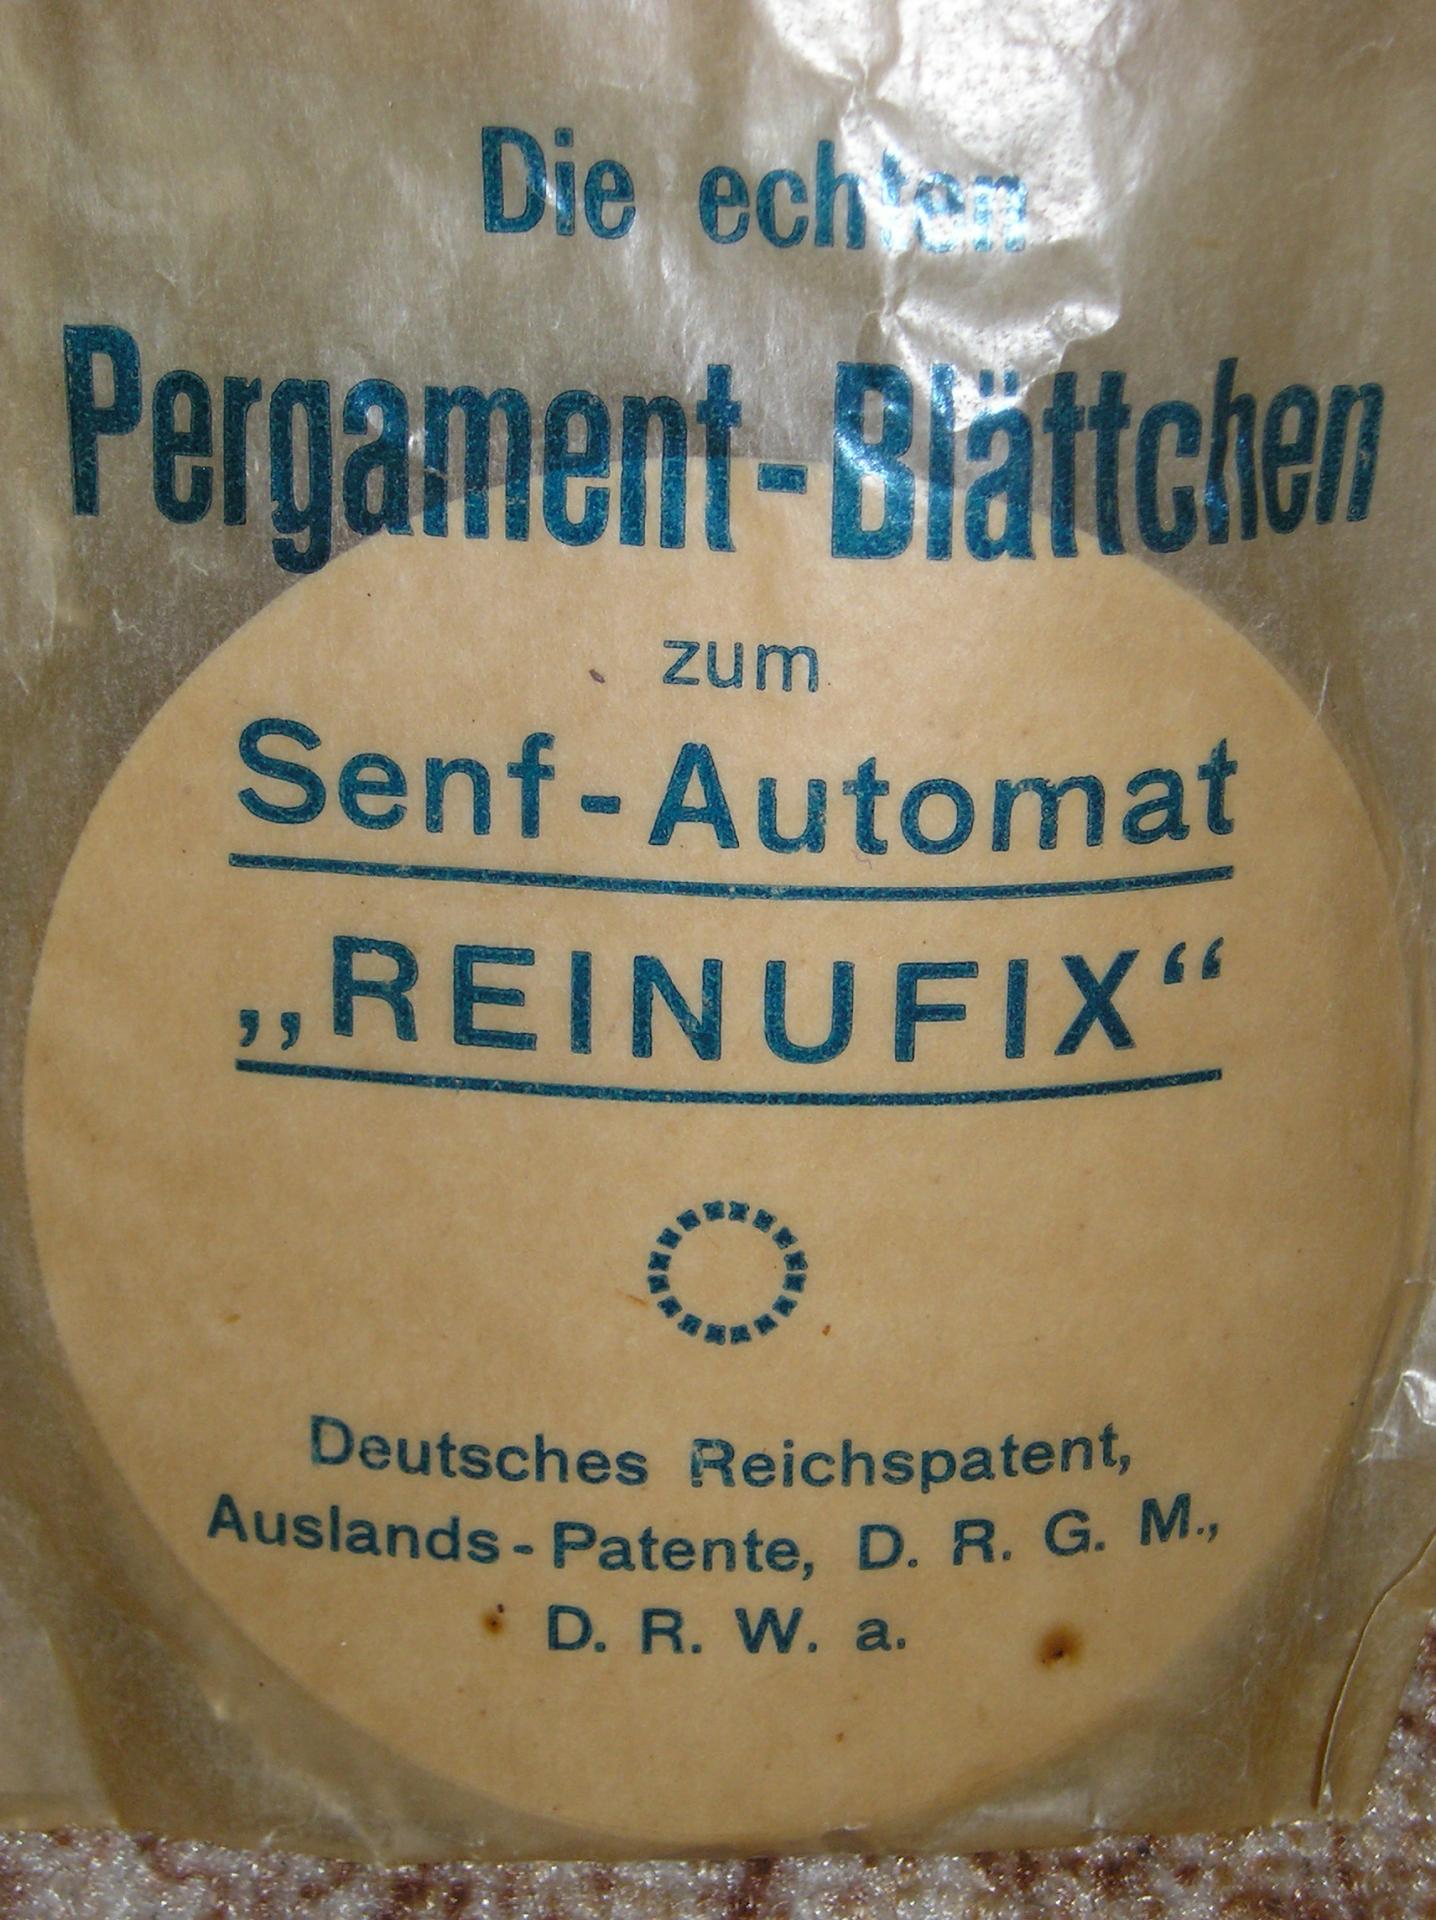 Die echten
Pergament-Blättchen
zum
Senf-Automat
„REINUFIX“
Deutsches Reichspatent,
Auslands-Patente, D. R. G. M.,
D. R. W. a.